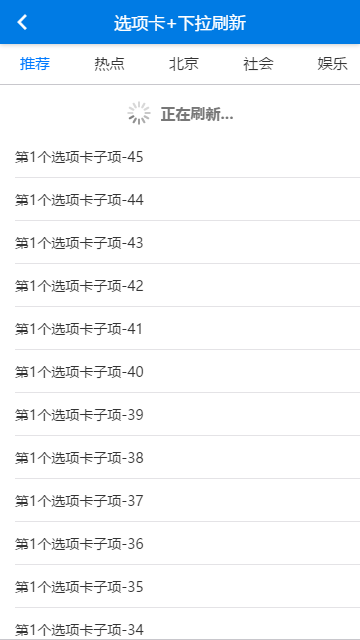 选项卡+下拉刷新
推荐 热点 北京 社会 娱乐
正在刷新...
第1个选项卡子项-45
第1个选项卡子项-44
第1个选项卡子项-43
第1个选项卡子项-42
第1个选项卡子项-41
第1个选项卡子项-40
第1个选项卡子项-39
第1个选项卡子项-38
第1个选项卡子项-37
第1个选项卡子项-36
第1个选项卡子项-35
第1个选项卡子项-34